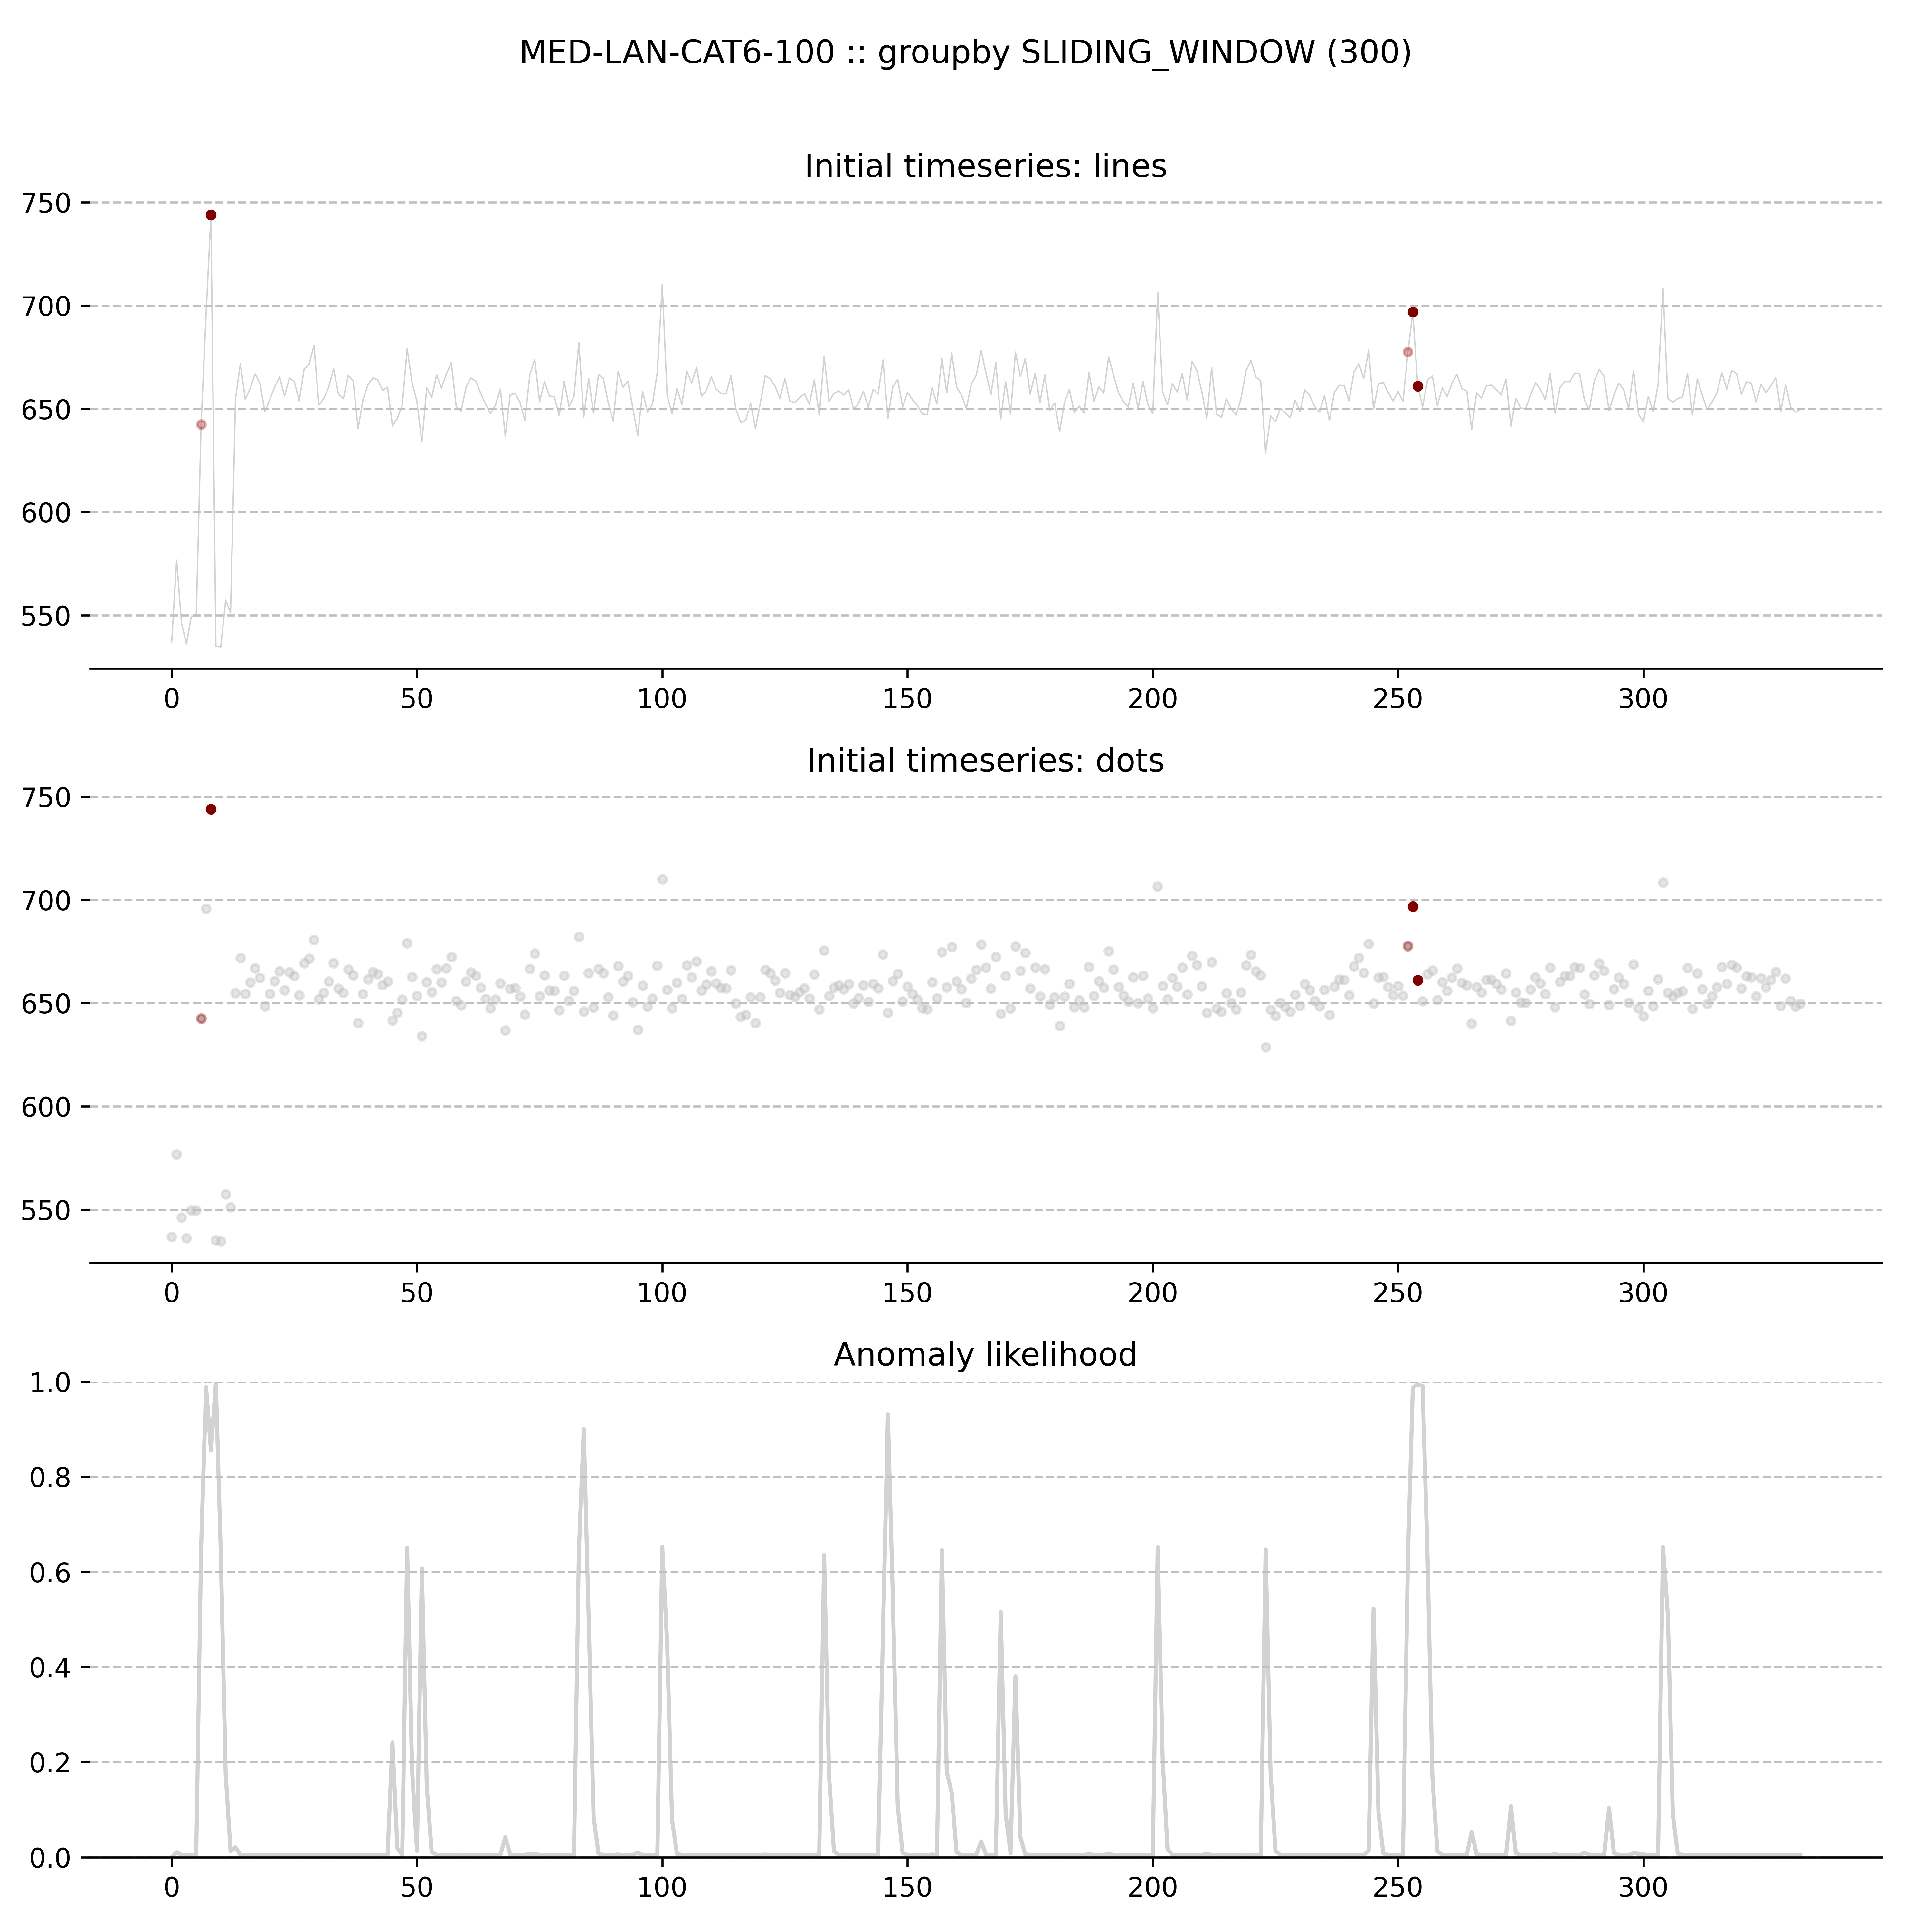 MED-LAN-CAT6-100 :: groupby SLIDING_WINDOW (300)
Initial timeseries: lines
750
700
650
600
550
0 50 100 150 200 250 300
Initial timeseries: dots
750
700
650
600
550
0 50 100 150 200 250 300
Anomaly likelihood
1.0
0.8
0.6
0.4
0.2
0.0
0 50 100 150 200 250 300